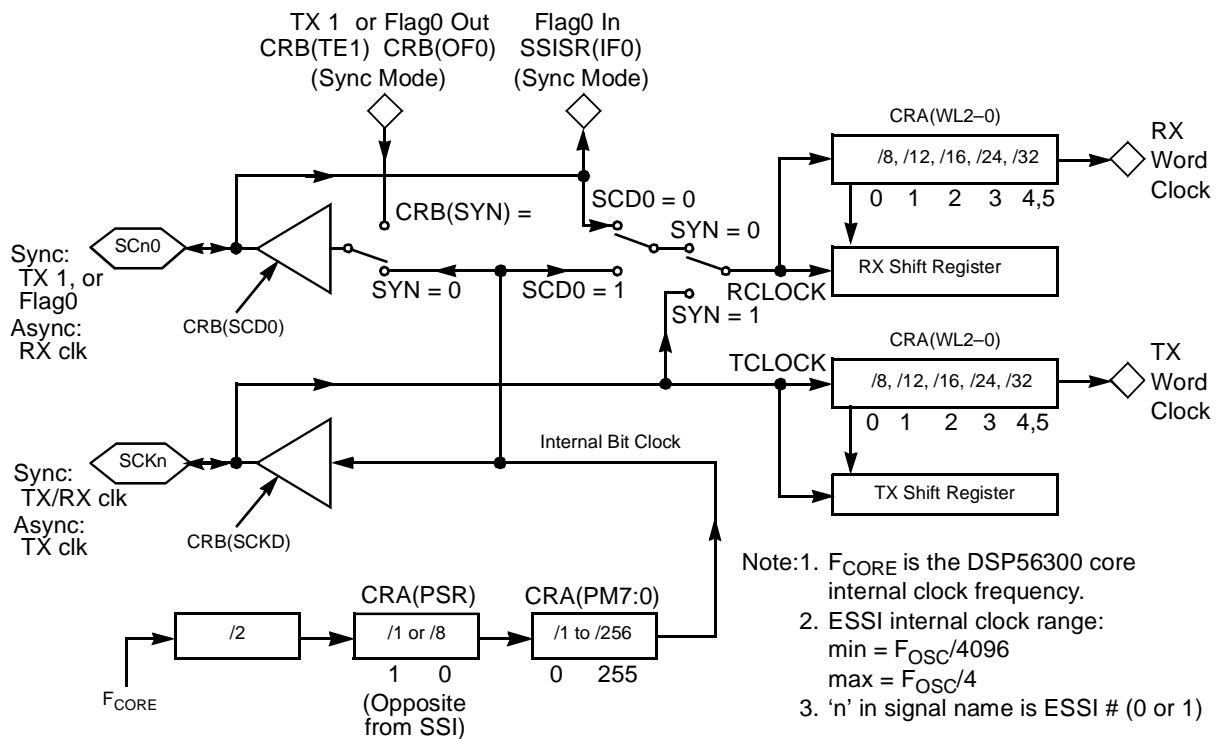 TX 1 or Flag0 Out
CRB(TE1) CRB(OF0)
(Sync Mode)
Flag0 In
SSISR(IF0)
(Sync Mode)
CRA(WL2–0)
/8, /12, /16, /24, /32
0 1 2 3 4,5
RX
Word
Clock
SCn0
Sync:
TX 1, or
Flag0
Async:
RX clk
CRB(SCD0)
CRB(SYN) =
SYN = 0
SCD0 = 0
SCD0 = 1
SYN = 0
SYN = 1
RCLOCK
RX Shift Register
TCLOCK
CRA(WL2–0)
/8, /12, /16, /24, /32
0 1 2 3 4,5
TX
Word
Clock
TX Shift Register
SCKn
Sync:
TX/RX clk
Async:
TX clk
CRB(SCKD)
Internal Bit Clock
FCORE
/2
CRA(PSR)
/1 or /8
1 0
(Opposite
from SSI)
CRA(PM7:0)
/1 to /256
0 255
Note:1. FCORE is the DSP56300 core
internal clock frequency.
2. ESSI internal clock range:
min = FOSC/4096
max = FOSC/4
3. ‘n’ in signal name is ESSI # (0 or 1)